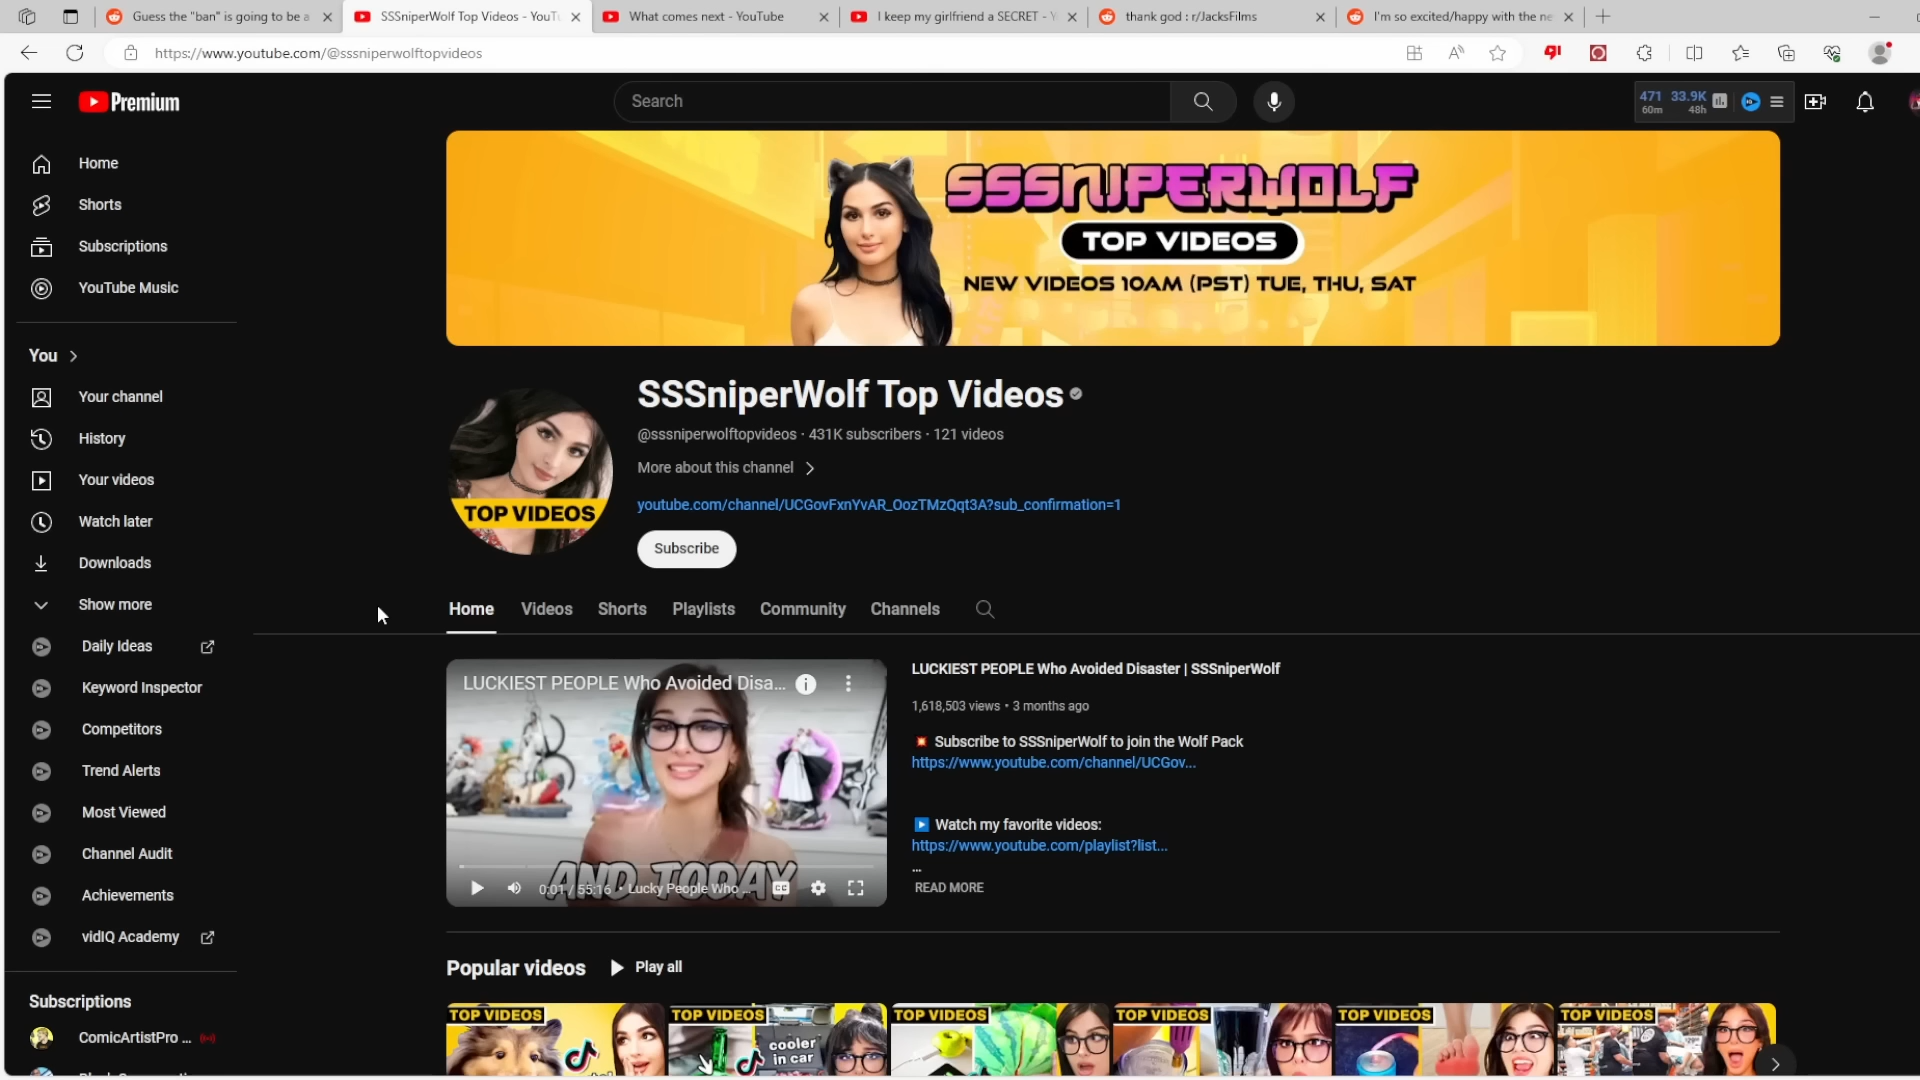 Guess the "ban" is going to be a
SSSniperWolf Top Videos - YouTu
What comes next - YouTube
I keep my girlfriend a SECRET - Y
thank god : r/JacksFilms
I'm so excited/happy with the ne
https://www.youtube.com/@sssniperwolftopvideos
Premium
Search
471 60m
33.9K 48h
Home
Shorts
Subscriptions
YouTube Music
You
Your channel
History
Your videos
Watch later
Downloads
Show more
Daily Ideas
Keyword Inspector
Competitors
Trend Alerts
Most Viewed
Channel Audit
Achievements
vidIQ Academy
Subscriptions
ComicArtistPro ...
SSSNIPERWOLF
TOP VIDEOS
NEW VIDEOS 10AM (PST) TUE, THU, SAT
TOP VIDEOS
SSSniperWolf Top Videos
@sssniperwolftopvideos · 431K subscribers · 121 videos
More about this channel
youtube.com/channel/UCGovFxnYvAR_OozTMzQqt3A?sub_confirmation=1
Subscribe
Home Videos Shorts Playlists Community Channels
LUCKIEST PEOPLE Who Avoided Disa...
AND TODAY
0:01 / 55:16 · Lucky People Who ...
CC
LUCKIEST PEOPLE Who Avoided Disaster | SSSniperWolf
1,618,503 views • 3 months ago
Subscribe to SSSniperWolf to join the Wolf Pack
https://www.youtube.com/channel/UCGov...
Watch my favorite videos:
https://www.youtube.com/playlist?list...
...
READ MORE
Popular videos
Play all
TOP VIDEOS
TOP VIDEOS
cooler
in car
TOP VIDEOS
TOP VIDEOS
TOP VIDEOS
TOP VIDEOS